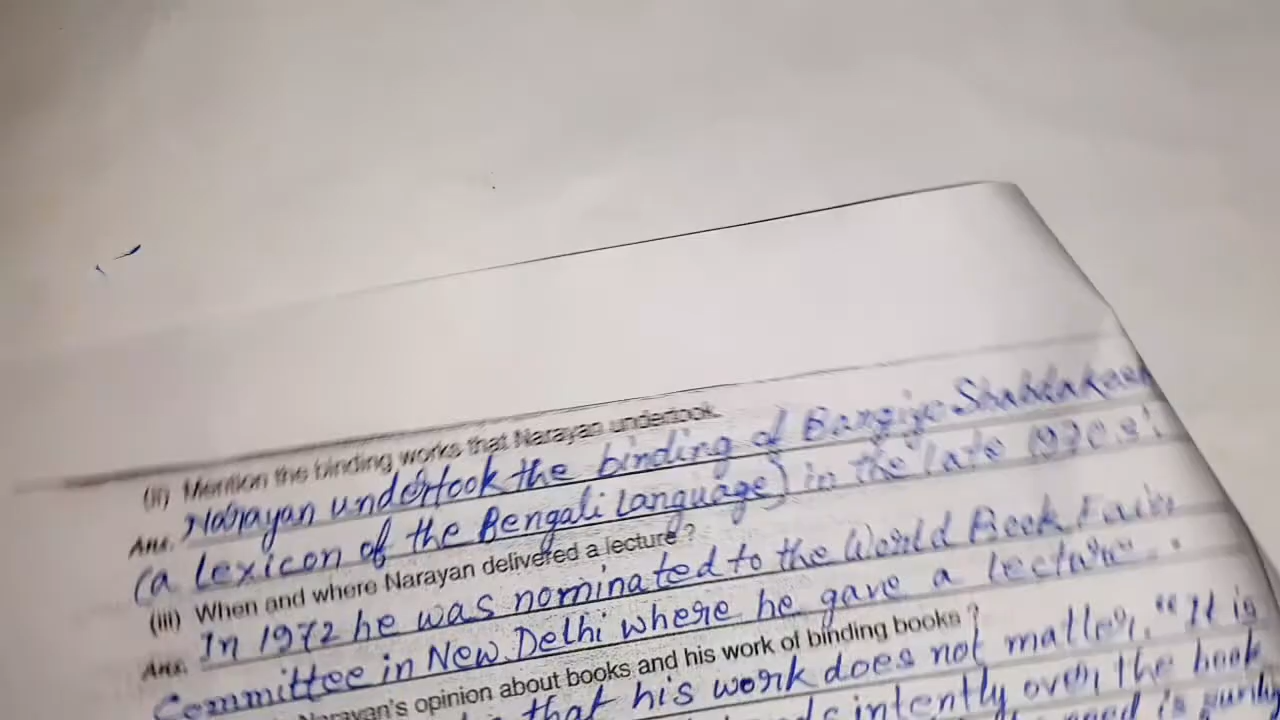 (ii) Mention the binding works that Narayan undertook.
Ans. Narayan undertook the binding of Bangiyo Shabdakosh
(a lexicon of the Bengali language) in the late 1970.s'.
(iii) When and where Narayan delivered a lecture ?
Ans. In 1972 he was nominated to the World Book Fair
Committee in New Delhi where he gave a lecture.
Narayan's opinion about books and his work of binding books ?
that his work does not matter, "It is
intently over the book